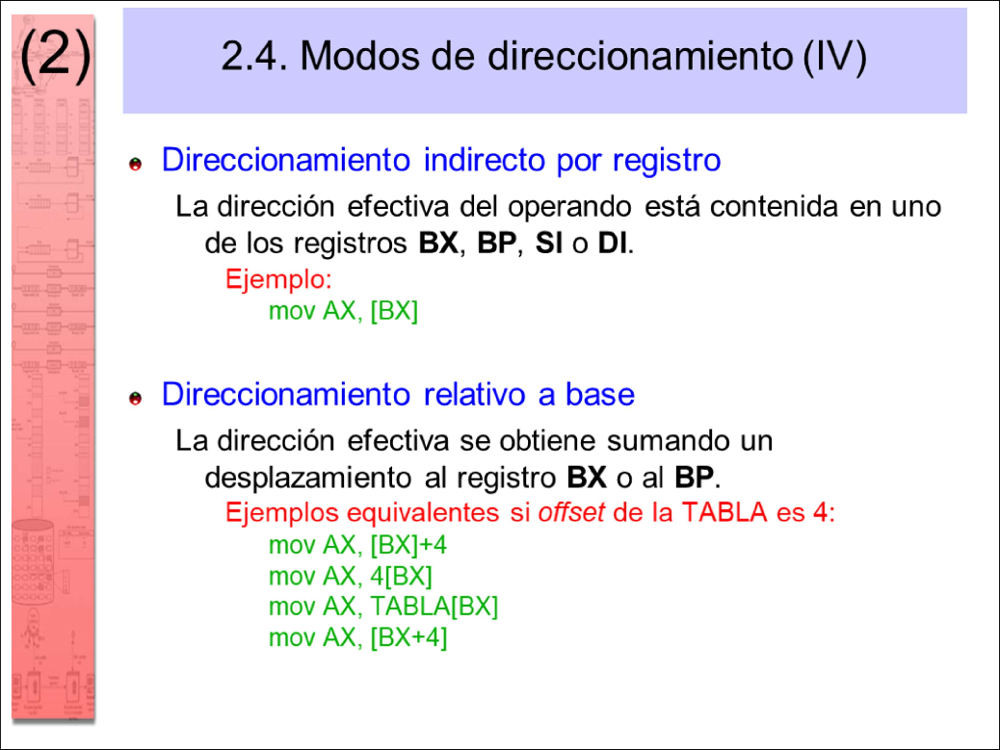 (2)
2.4. Modos de direccionamiento (IV)
Direccionamiento indirecto por registro
La dirección efectiva del operando está contenida en uno
de los registros BX, BP, SI o DI.
Ejemplo:
mov AX, [BX]
Direccionamiento relativo a base
La dirección efectiva se obtiene sumando un
desplazamiento al registro BX o al BP.
Ejemplos equivalentes si offset de la TABLA es 4:
mov AX, [BX]+4
mov AX, 4[BX]
mov AX, TABLA[BX]
mov AX, [BX+4]